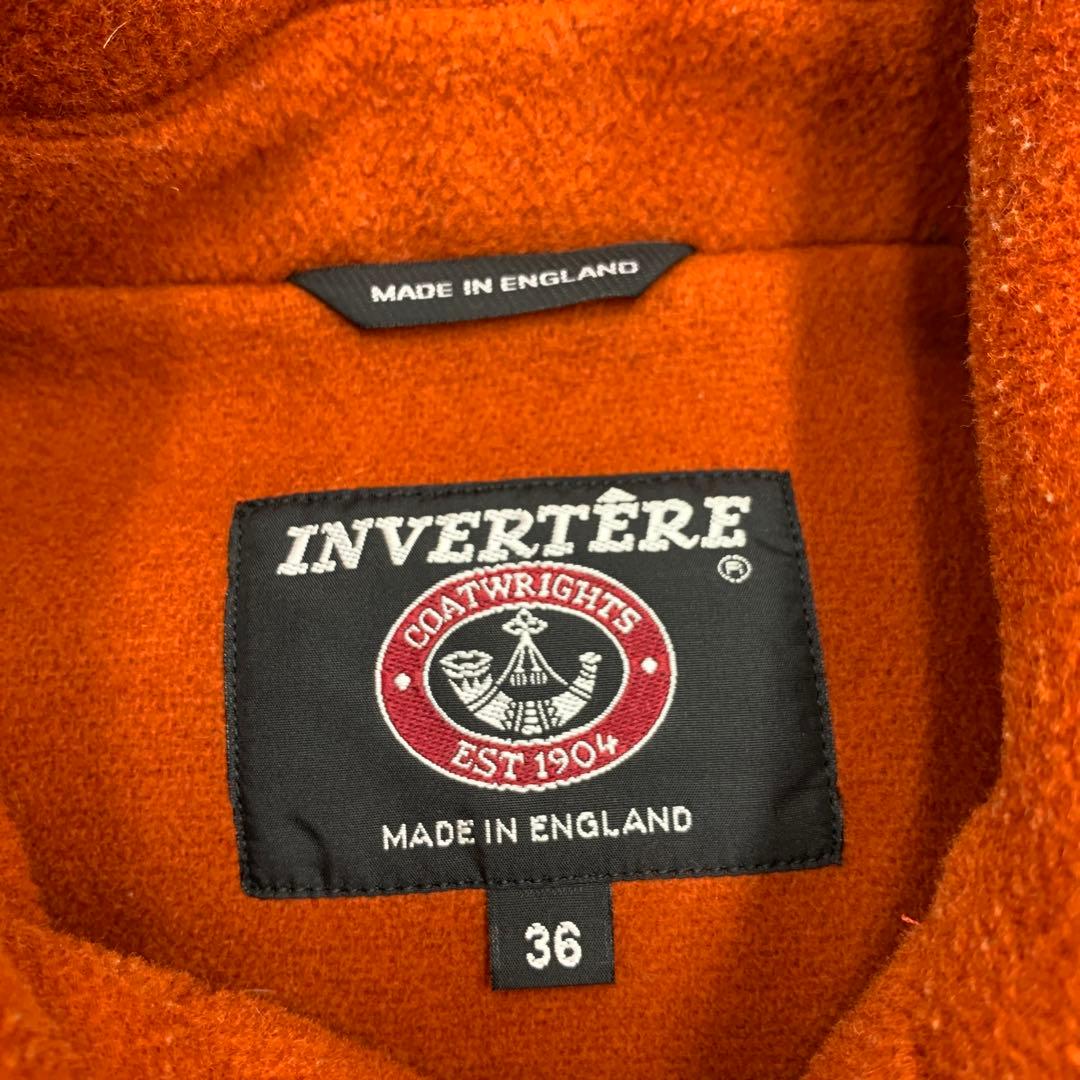 MADE IN ENGLAND
INVERTÊRE
®
COATWRIGHTS
EST 1904
MADE IN ENGLAND
36